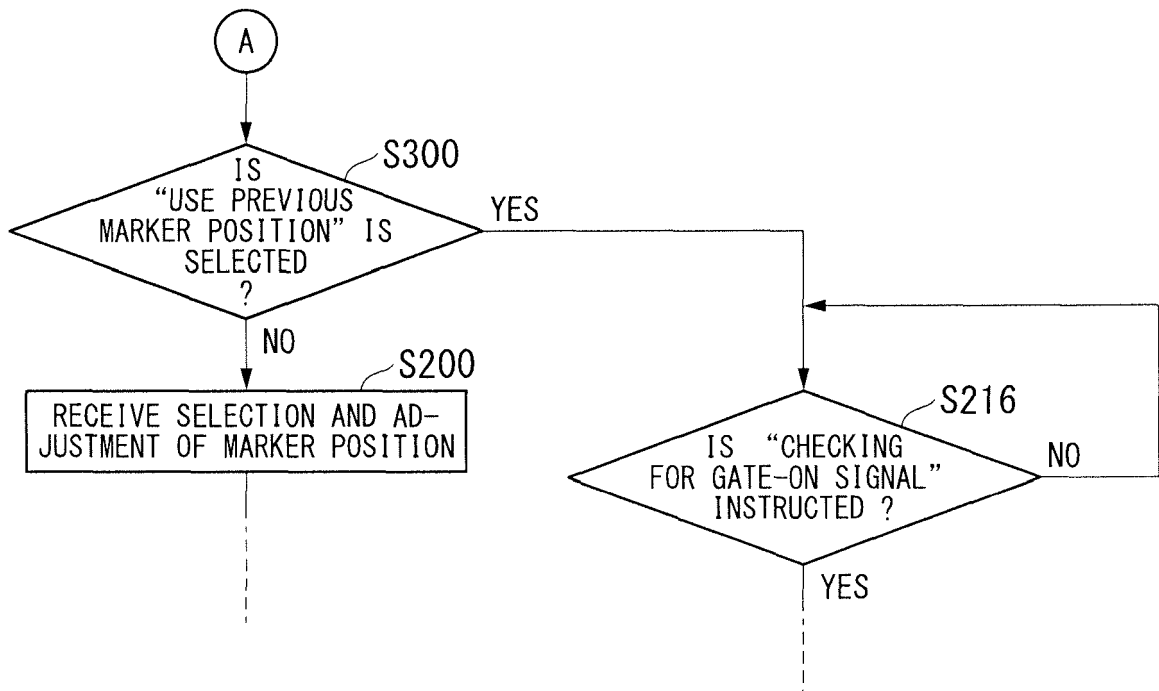 A
S300
IS
“USE PREVIOUS
MARKER POSITION” IS
SELECTED
?
YES
NO
S200
RECEIVE SELECTION AND AD-
JUSTMENT OF MARKER POSITION
S216
IS “CHECKING
FOR GATE-ON SIGNAL”
INSTRUCTED ?
NO
YES